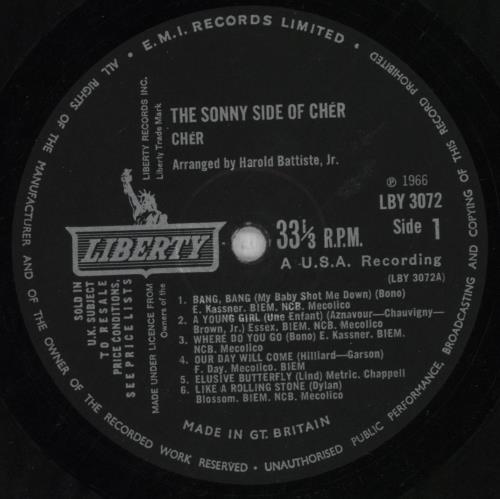 ALL RIGHTS OF THE MANUFACTURER AND OF THE OWNER OF THE RECORDED WORK RESERVED • UNAUTHORISED PUBLIC PERFORMANCE, BROADCASTING AND COPYING OF THIS RECORD PROHIBITED
• E.M.I. RECORDS LIMITED •
LIBERTY RECORDS INC.
Liberty Trade Mark
THE SONNY SIDE OF CHÉR
CHÉR
Arranged by Harold Battiste, Jr.
℗ 1966
LBY 3072
Side 1
LIBERTY
33⅓ R.P.M.
A U.S.A. Recording
(LBY 3072A)
SOLD IN
U.K. SUBJECT
TO RESALE
PRICE CONDITIONS,
SEE PRICE LISTS
MADE UNDER LICENCE FROM
Owners of the
1. BANG, BANG (My Baby Shot Me Down) (Bono)
E. Kassner. BIEM. NCB. Mecolico
2. A YOUNG GIRL (Une Enfant) (Aznavour—Chauvigny—
Brown, Jr.) Essex. BIEM. NCB. Mecolico
3. WHERE DO YOU GO (Bono) E. Kassner. BIEM.
NCB. Mecolico
4. OUR DAY WILL COME (Hilliard—Garson)
F. Day. Mecolico. BIEM
5. ELUSIVE BUTTERFLY (Lind) Metric. Chappell
6. LIKE A ROLLING STONE (Dylan)
Blossom. BIEM. NCB. Mecolico
MADE IN GT. BRITAIN